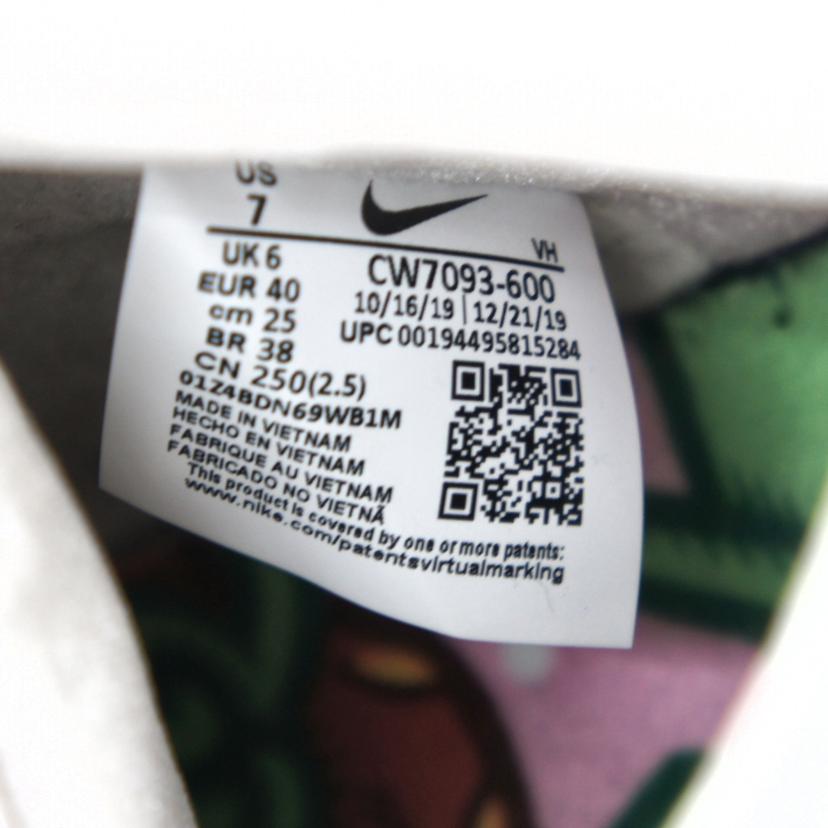 US
7
VH
UK 6
EUR 40
cm 25
BR 38
CN 250(2.5)
CW7093-600
10/16/19 | 12/21/19
UPC 00194495815284
01Z4BDN69WB1M
MADE IN VIETNAM
HECHO EN VIETNAM
FABRIQUE AU VIETNAM
FABRICADO NO VIETNÃ
This product is covered by one or more patents:
www.nike.com/patentsvirtualmarking